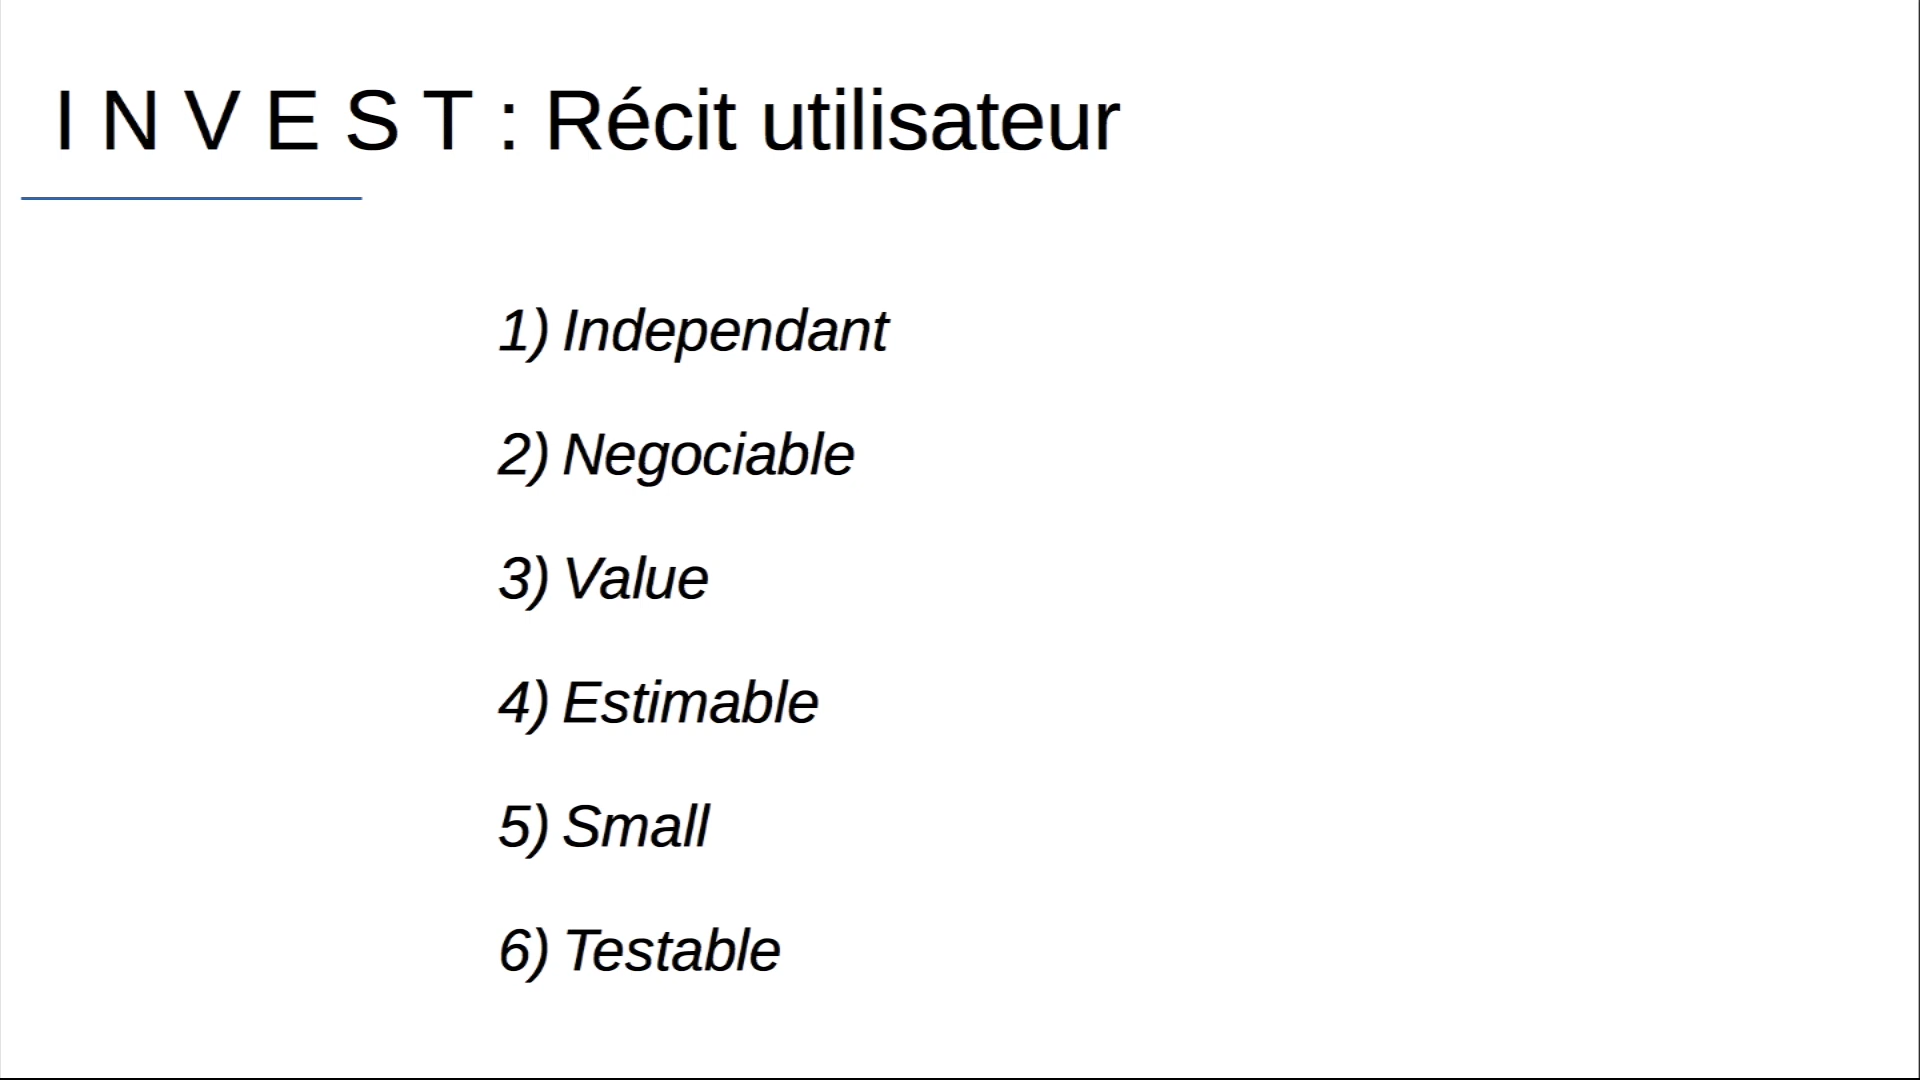 I N V E S T : Récit utilisateur
1) Independant
2) Negociable
3) Value
4) Estimable
5) Small
6) Testable